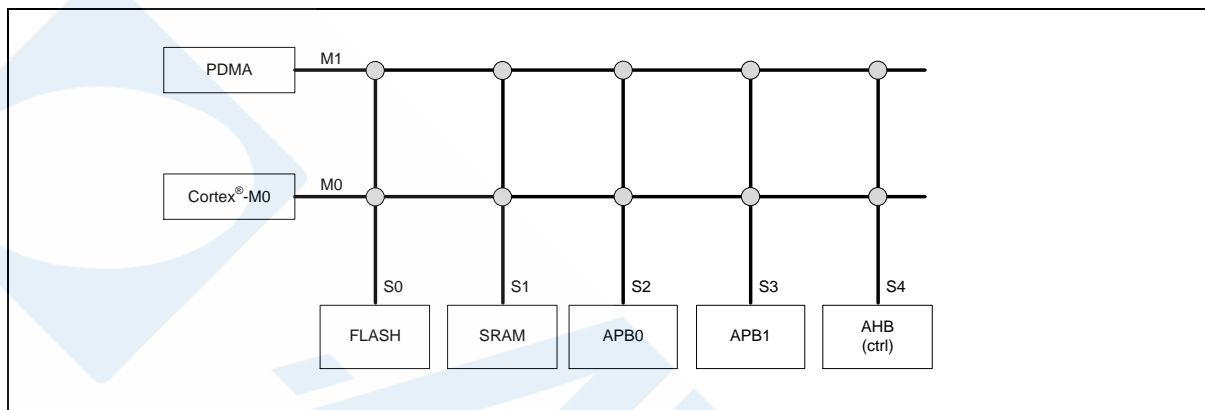 PDMA
M1
Cortex®-M0
M0
S0
S1
S2
S3
S4
FLASH
SRAM
APB0
APB1
AHB
(ctrl)